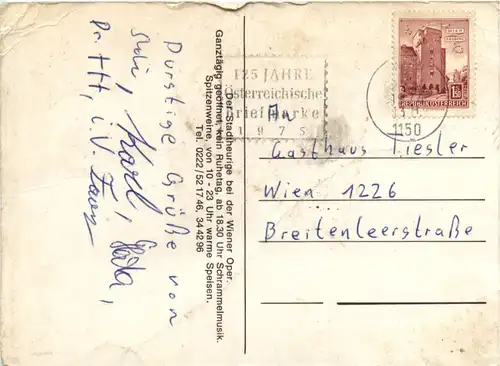 Durstige Grüße von
Karl,
Der Stadtheurige bei der Wiener Oper.
Ganztägig geöffnet, kein Ruhetag, ab 18.30 Uhr Schrammelmusik.
Spitzenweine, von 10 - 23 Uhr warme Speisen.
Tel. 0222/52 17 46, 34 42 96
125 JAHRE
Österreichische
Briefmarke
1975
1150
REPUBLIK ÖSTERREICH
An
Gasthaus Tiesler
Wien 1226
Breitenleerstraße